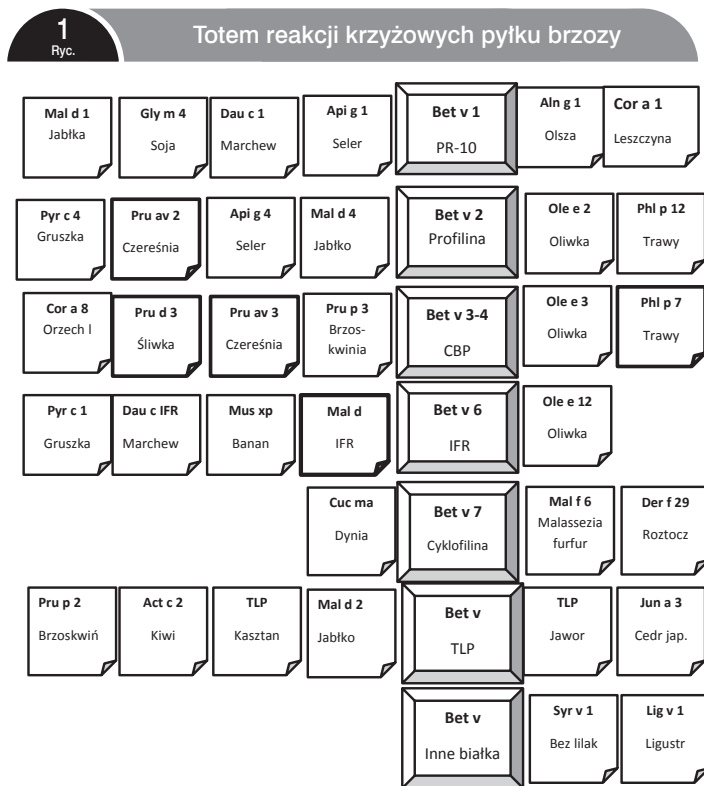 1
Ryc.
Totem reakcji krzyżowych pyłku brzozy
Mal d 1
Jabłka
Gly m 4
Soja
Dau c 1
Marchew
Api g 1
Seler
Bet v 1
PR-10
Aln g 1
Olsza
Cor a 1
Leszczyna
Pyr c 4
Gruszka
Pru av 2
Czereśnia
Api g 4
Seler
Mal d 4
Jabłko
Bet v 2
Profilina
Ole e 2
Oliwka
Phl p 12
Trawy
Cor a 8
Orzech l
Pru d 3
Śliwka
Pru av 3
Czereśnia
Pru p 3
Brzos-
kwinia
Bet v 3-4
CBP
Ole e 3
Oliwka
Phl p 7
Trawy
Pyr c 1
Gruszka
Dau c IFR
Marchew
Mus xp
Banan
Mal d
IFR
Bet v 6
IFR
Ole e 12
Oliwka
Cuc ma
Dynia
Bet v 7
Cyklofilina
Mal f 6
Malassezia
furfur
Der f 29
Roztocz
Pru p 2
Brzoskwiń
Act c 2
Kiwi
TLP
Kasztan
Mal d 2
Jabłko
Bet v
TLP
TLP
Jawor
Jun a 3
Cedr jap.
Bet v
Inne białka
Syr v 1
Bez lilak
Lig v 1
Ligustr